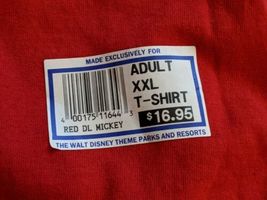 MADE EXCLUSIVELY FOR
ADULT
XXL
T-SHIRT
$16.95
4 00175 11644 3
RED DL MICKEY
THE WALT DISNEY THEME PARKS AND RESORTS